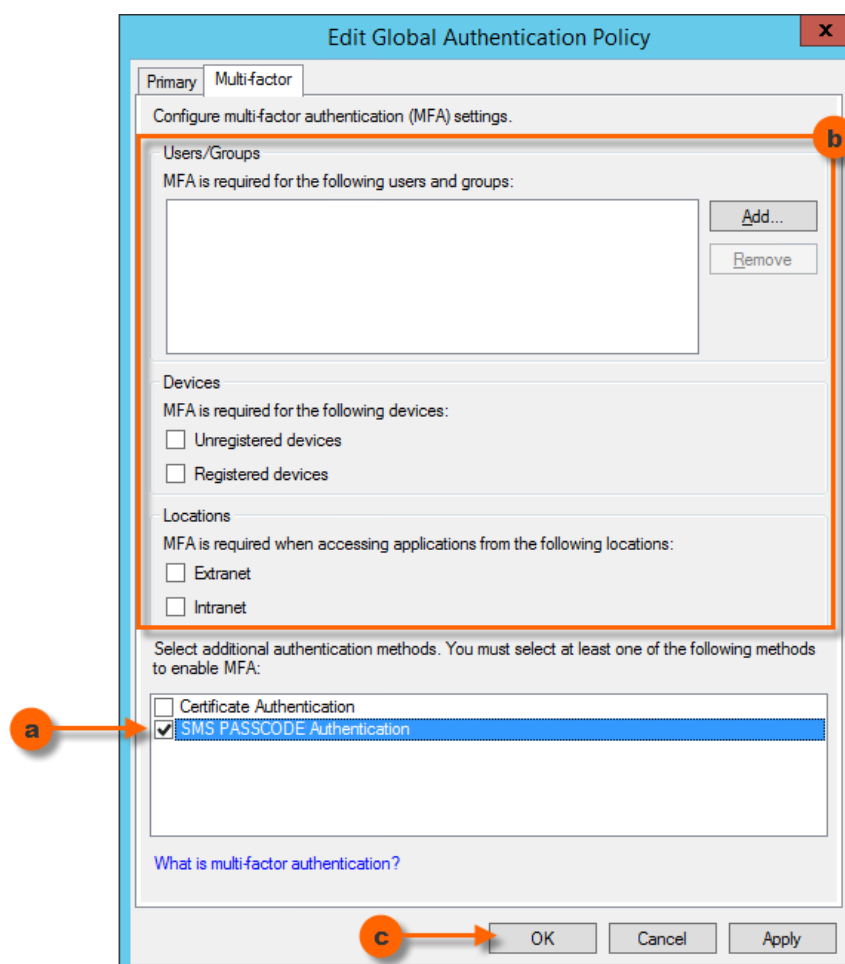 Edit Global Authentication Policy
x
Primary
Multi-factor
Configure multi-factor authentication (MFA) settings.
b
Users/Groups
MFA is required for the following users and groups:
Add...
Remove
Devices
MFA is required for the following devices:
Unregistered devices
Registered devices
Locations
MFA is required when accessing applications from the following locations:
Extranet
Intranet
Select additional authentication methods. You must select at least one of the following methods
to enable MFA:
Certificate Authentication
a
SMS PASSCODE Authentication
What is multi-factor authentication?
c
OK
Cancel
Apply